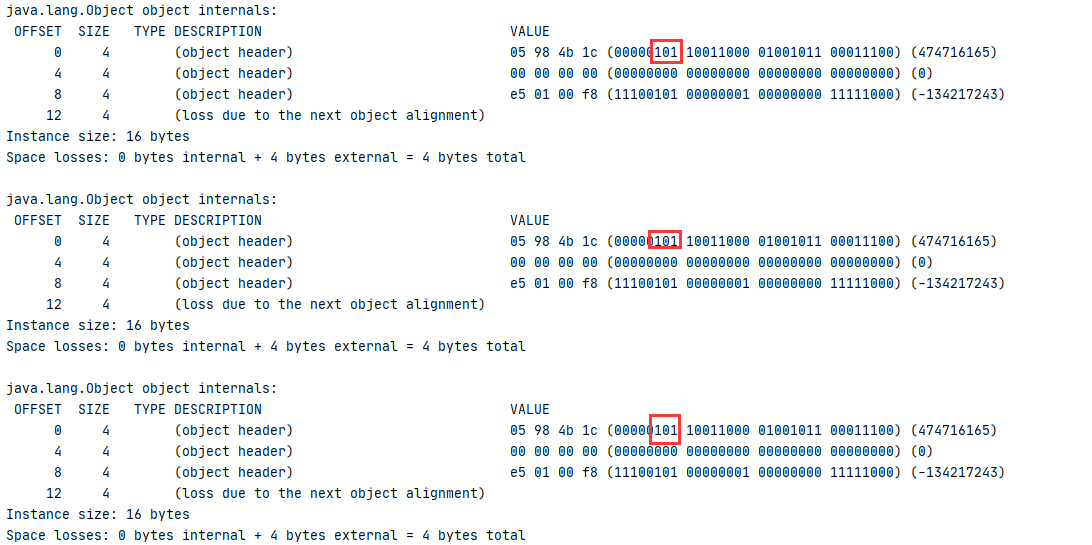 java.lang.Object object internals:
 OFFSET  SIZE   TYPE DESCRIPTION                               VALUE
      0     4        (object header)                           05 98 4b 1c (00000101 10011000 01001011 00011100) (474716165)
      4     4        (object header)                           00 00 00 00 (00000000 00000000 00000000 00000000) (0)
      8     4        (object header)                           e5 01 00 f8 (11100101 00000001 00000000 11111000) (-134217243)
     12     4        (loss due to the next object alignment)
Instance size: 16 bytes
Space losses: 0 bytes internal + 4 bytes external = 4 bytes total

java.lang.Object object internals:
 OFFSET  SIZE   TYPE DESCRIPTION                               VALUE
      0     4        (object header)                           05 98 4b 1c (00000101 10011000 01001011 00011100) (474716165)
      4     4        (object header)                           00 00 00 00 (00000000 00000000 00000000 00000000) (0)
      8     4        (object header)                           e5 01 00 f8 (11100101 00000001 00000000 11111000) (-134217243)
     12     4        (loss due to the next object alignment)
Instance size: 16 bytes
Space losses: 0 bytes internal + 4 bytes external = 4 bytes total

java.lang.Object object internals:
 OFFSET  SIZE   TYPE DESCRIPTION                               VALUE
      0     4        (object header)                           05 98 4b 1c (00000101 10011000 01001011 00011100) (474716165)
      4     4        (object header)                           00 00 00 00 (00000000 00000000 00000000 00000000) (0)
      8     4        (object header)                           e5 01 00 f8 (11100101 00000001 00000000 11111000) (-134217243)
     12     4        (loss due to the next object alignment)
Instance size: 16 bytes
Space losses: 0 bytes internal + 4 bytes external = 4 bytes total